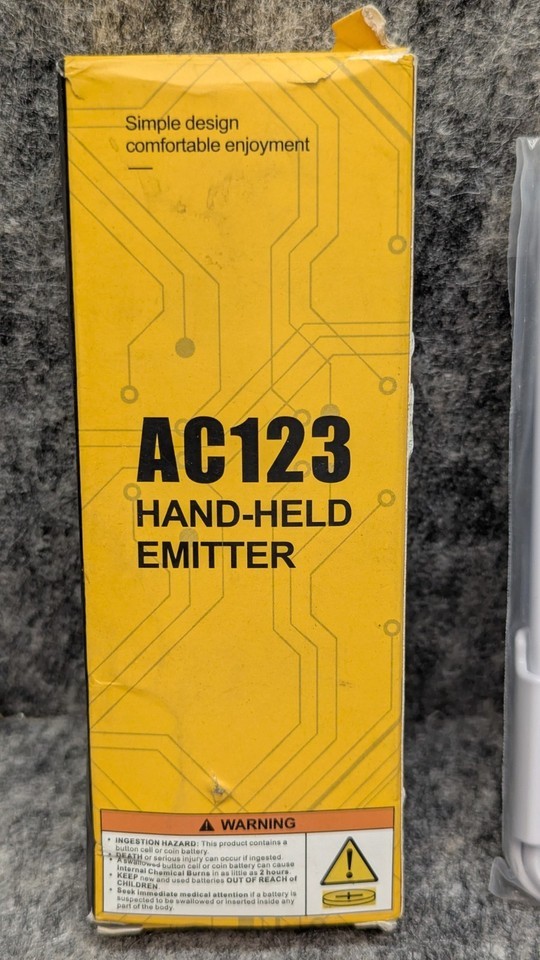 Simple design
comfortable enjoyment
AC123
HAND-HELD
EMITTER
WARNING
• INGESTION HAZARD: This product contains a
button cell or coin battery.
• DEATH or serious injury can occur if ingested.
• A swallowed button cell or coin battery can cause
Internal Chemical Burns in as little as 2 hours.
• KEEP new and used batteries OUT OF REACH of
CHILDREN.
• Seek immediate medical attention if a battery is
suspected to be swallowed or inserted inside any
part of the body.